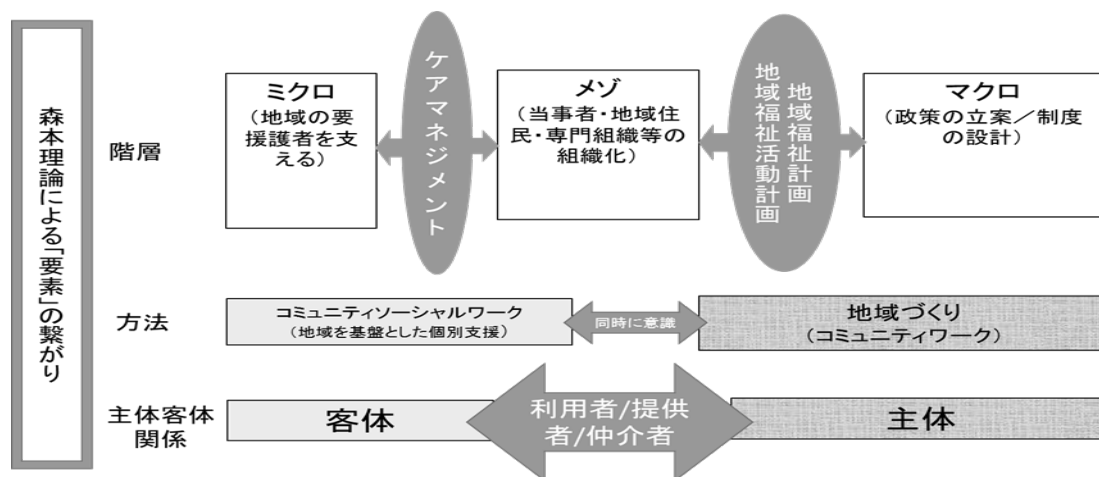 森本理論による「要素」の繋がり
階層
ミクロ
(地域の要
援護者を支
える)
ケアマネジメント
メゾ
(当事者・地域住
民・専門組織等の
組織化)
地域福祉計画
地域福祉活動計画
マクロ
(政策の立案／制度
の設計)
方法
コミュニティソーシャルワーク
(地域を基盤とした個別支援)
同時に意識
地域づくり
(コミュニティワーク)
主体客体
関係
客体
利用者/提供
者/仲介者
主体